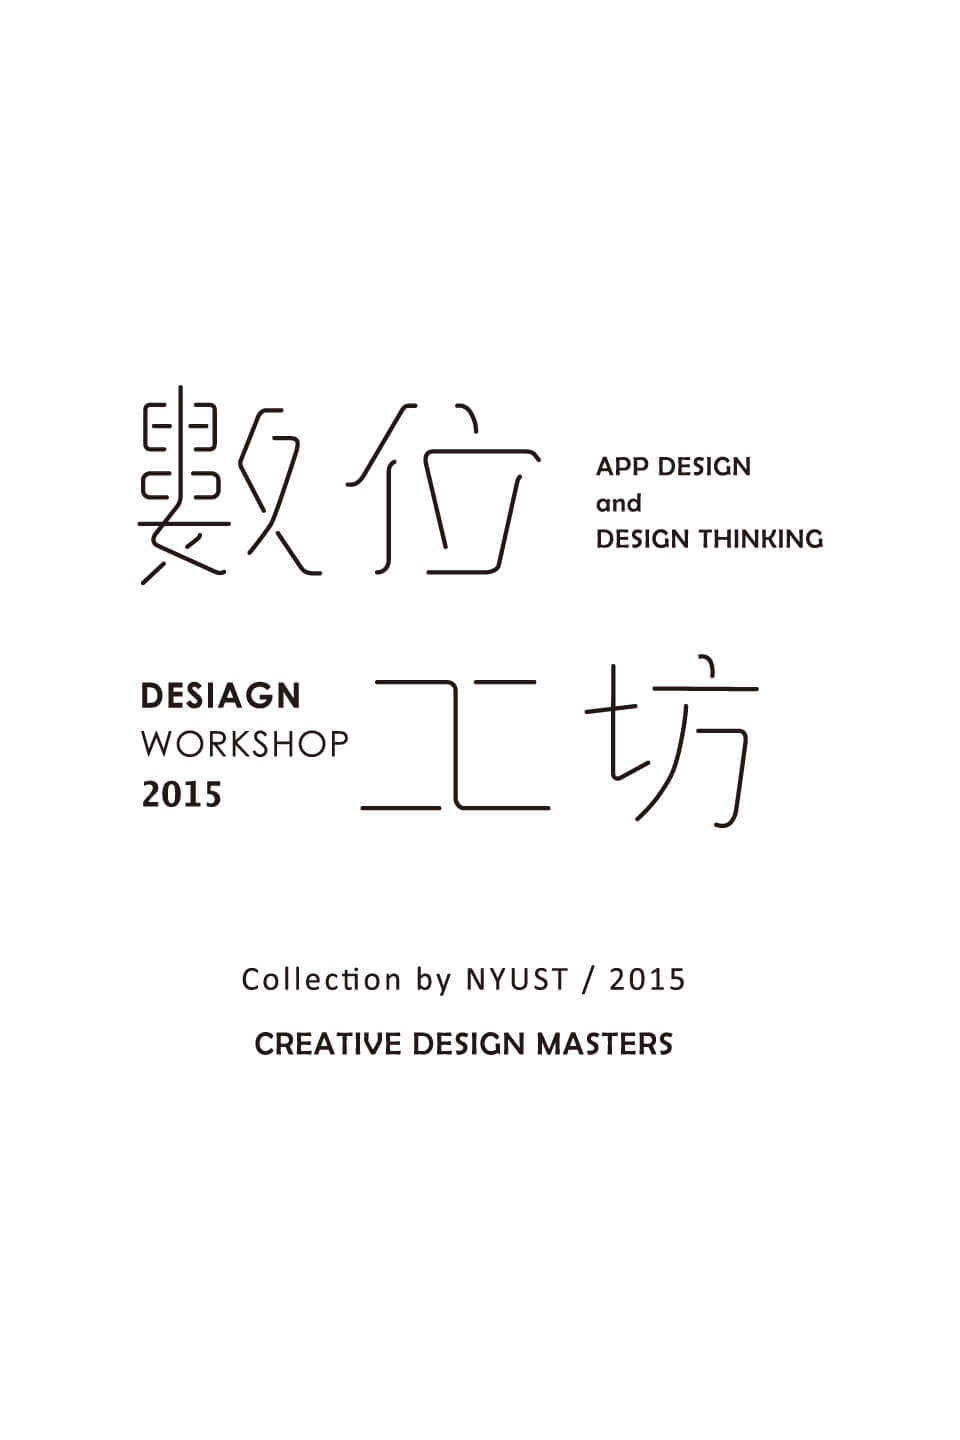 數位
APP DESIGN
and
DESIGN THINKING
DESIAGN
WORKSHOP
2015
工坊
Collection by NYUST / 2015
CREATIVE DESIGN MASTERS